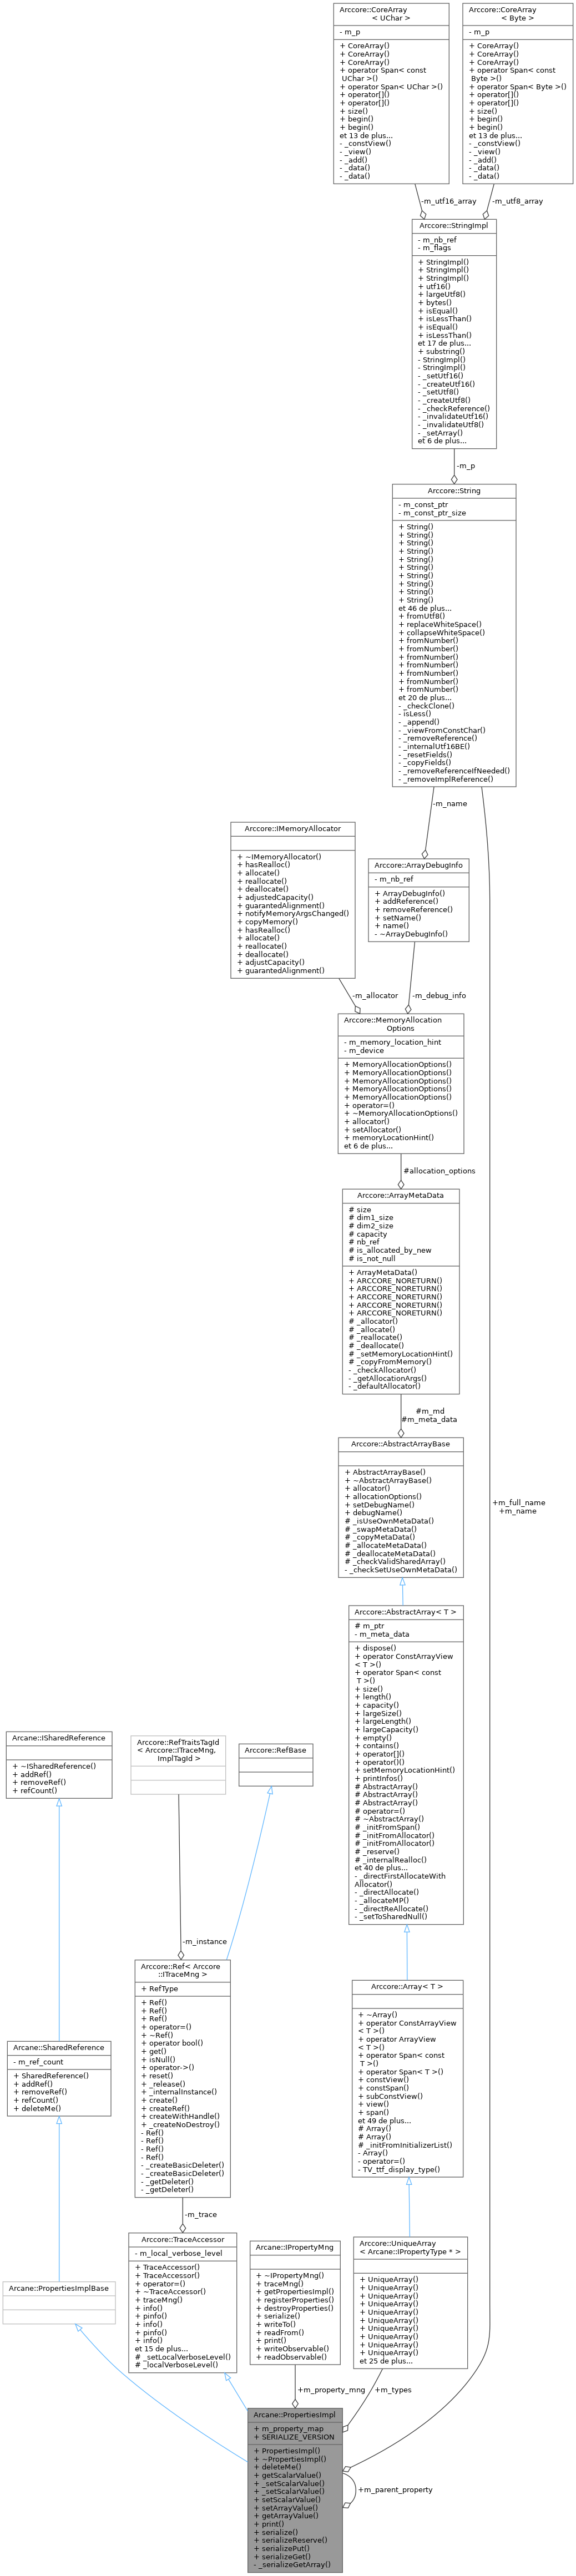 Arccore::CoreArray
< UChar >
- m_p
+ CoreArray()
+ CoreArray()
+ CoreArray()
+ operator Span< const
UChar >()
+ operator Span< UChar >()
+ operator[]()
+ operator[]()
+ size()
+ begin()
+ begin()
et 13 de plus...
- _constView()
- _view()
- _add()
- _data()
- _data()
Arccore::CoreArray
< Byte >
- m_p
+ CoreArray()
+ CoreArray()
+ CoreArray()
+ operator Span< const
Byte >()
+ operator Span< Byte >()
+ operator[]()
+ operator[]()
+ size()
+ begin()
+ begin()
et 13 de plus...
- _constView()
- _view()
- _add()
- _data()
- _data()
-m_utf16_array
-m_utf8_array
Arccore::StringImpl
- m_nb_ref
- m_flags
+ StringImpl()
+ StringImpl()
+ StringImpl()
+ utf16()
+ largeUtf8()
+ bytes()
+ isEqual()
+ isLessThan()
+ isEqual()
+ isLessThan()
et 17 de plus...
+ substring()
- StringImpl()
- StringImpl()
- _setUtf16()
- _createUtf16()
- _setUtf8()
- _createUtf8()
- _checkReference()
- _invalidateUtf16()
- _invalidateUtf8()
- _setArray()
et 6 de plus...
-m_p
Arccore::String
- m_const_ptr
- m_const_ptr_size
+ String()
+ String()
+ String()
+ String()
+ String()
+ String()
+ String()
+ String()
+ String()
+ String()
et 46 de plus...
+ fromUtf8()
+ replaceWhiteSpace()
+ collapseWhiteSpace()
+ fromNumber()
+ fromNumber()
+ fromNumber()
+ fromNumber()
+ fromNumber()
+ fromNumber()
+ fromNumber()
et 20 de plus...
- _checkClone()
- isLess()
- _append()
- _viewFromConstChar()
- _removeReference()
- _internalUtf16BE()
- _resetFields()
- _copyFields()
- _removeReferenceIfNeeded()
- _removeImplReference()
-m_name
Arccore::IMemoryAllocator
+ ~IMemoryAllocator()
+ hasRealloc()
+ allocate()
+ reallocate()
+ deallocate()
+ adjustedCapacity()
+ guarantedAlignment()
+ notifyMemoryArgsChanged()
+ copyMemory()
+ hasRealloc()
+ allocate()
+ reallocate()
+ deallocate()
+ adjustCapacity()
+ guarantedAlignment()
Arccore::ArrayDebugInfo
- m_nb_ref
+ ArrayDebugInfo()
+ addReference()
+ removeReference()
+ setName()
+ name()
- ~ArrayDebugInfo()
-m_allocator
-m_debug_info
Arccore::MemoryAllocation
Options
- m_memory_location_hint
- m_device
+ MemoryAllocationOptions()
+ MemoryAllocationOptions()
+ MemoryAllocationOptions()
+ MemoryAllocationOptions()
+ MemoryAllocationOptions()
+ operator=()
+ ~MemoryAllocationOptions()
+ allocator()
+ setAllocator()
+ memoryLocationHint()
et 6 de plus...
#allocation_options
Arccore::ArrayMetaData
# size
# dim1_size
# dim2_size
# capacity
# nb_ref
# is_allocated_by_new
# is_not_null
+ ArrayMetaData()
+ ARCCORE_NORETURN()
+ ARCCORE_NORETURN()
+ ARCCORE_NORETURN()
+ ARCCORE_NORETURN()
+ ARCCORE_NORETURN()
# _allocator()
# _allocate()
# _reallocate()
# _deallocate()
# _setMemoryLocationHint()
# _copyFromMemory()
- _checkAllocator()
- _getAllocationArgs()
- _defaultAllocator()
#m_md
#m_meta_data
Arccore::AbstractArrayBase
+ AbstractArrayBase()
+ ~AbstractArrayBase()
+ allocator()
+ allocationOptions()
+ setDebugName()
+ debugName()
# _isUseOwnMetaData()
# _swapMetaData()
# _copyMetaData()
# _allocateMetaData()
# _deallocateMetaData()
# _checkValidSharedArray()
- _checkSetUseOwnMetaData()
+m_full_name
+m_name
Arccore::AbstractArray< T >
# m_ptr
- m_meta_data
+ dispose()
+ operator ConstArrayView
< T >()
+ operator Span< const
T >()
+ size()
+ length()
+ capacity()
+ largeSize()
+ largeLength()
+ largeCapacity()
+ empty()
+ contains()
+ operator[]()
+ operator()()
+ setMemoryLocationHint()
+ printInfos()
# AbstractArray()
# AbstractArray()
# AbstractArray()
# operator=()
# ~AbstractArray()
# _initFromSpan()
# _initFromAllocator()
# _initFromAllocator()
# _reserve()
# _internalRealloc()
et 40 de plus...
- _directFirstAllocateWith
Allocator()
- _directAllocate()
- _allocateMP()
- _directReAllocate()
- _setToSharedNull()
Arcane::ISharedReference
+ ~ISharedReference()
+ addRef()
+ removeRef()
+ refCount()
Arccore::RefTraitsTagId
< Arccore::ITraceMng,
ImplTagId >
Arccore::RefBase
-m_instance
Arccore::Ref< Arccore
::ITraceMng >
+ RefType
+ Ref()
+ Ref()
+ Ref()
+ operator=()
+ ~Ref()
+ operator bool()
+ get()
+ isNull()
+ operator->()
+ reset()
+ _release()
+ _internalInstance()
+ create()
+ createRef()
+ createWithHandle()
+ _createNoDestroy()
- Ref()
- Ref()
- Ref()
- Ref()
- _createBasicDeleter()
- _createBasicDeleter()
- _getDeleter()
- _getDeleter()
Arccore::Array< T >
+ ~Array()
+ operator ConstArrayView
< T >()
+ operator ArrayView
< T >()
+ operator Span< const
T >()
+ operator Span< T >()
+ constView()
+ constSpan()
+ subConstView()
+ view()
+ span()
et 49 de plus...
# Array()
# Array()
# _initFromInitializerList()
- Array()
- operator=()
- TV_ttf_display_type()
Arcane::SharedReference
- m_ref_count
+ SharedReference()
+ addRef()
+ removeRef()
+ refCount()
+ deleteMe()
-m_trace
Arccore::TraceAccessor
- m_local_verbose_level
+ TraceAccessor()
+ TraceAccessor()
+ operator=()
+ ~TraceAccessor()
+ traceMng()
+ info()
+ pinfo()
+ info()
+ pinfo()
+ info()
et 15 de plus...
# _setLocalVerboseLevel()
# _localVerboseLevel()
Arcane::IPropertyMng
+ ~IPropertyMng()
+ traceMng()
+ getPropertiesImpl()
+ registerProperties()
+ destroyProperties()
+ serialize()
+ writeTo()
+ readFrom()
+ print()
+ writeObservable()
+ readObservable()
Arccore::UniqueArray
< Arcane::IPropertyType * >
+ UniqueArray()
+ UniqueArray()
+ UniqueArray()
+ UniqueArray()
+ UniqueArray()
+ UniqueArray()
+ UniqueArray()
+ UniqueArray()
+ UniqueArray()
+ UniqueArray()
et 25 de plus...
Arcane::PropertiesImplBase
+m_property_mng
+m_types
Arcane::PropertiesImpl
+ m_property_map
+ SERIALIZE_VERSION
+ PropertiesImpl()
+ ~PropertiesImpl()
+ deleteMe()
+ getScalarValue()
+ _setScalarValue()
+ _setScalarValue()
+ setScalarValue()
+ setArrayValue()
+ getArrayValue()
+ print()
+ serialize()
+ serializeReserve()
+ serializePut()
+ serializeGet()
- _serializeGetArray()
+m_parent_property